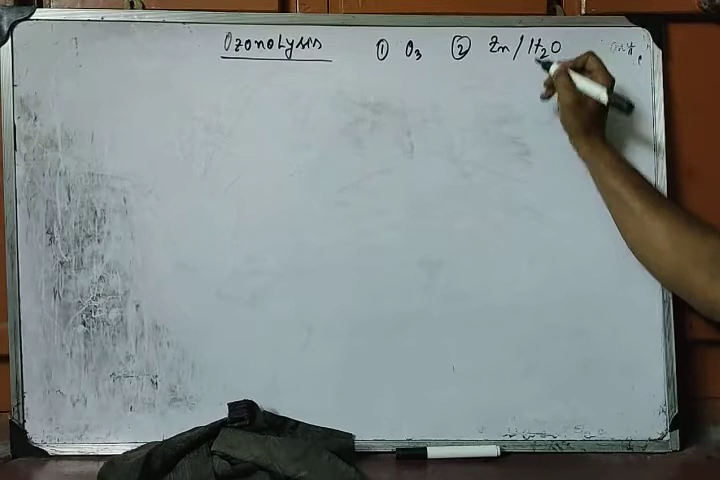 Ozonolysis ① O₃ ② Zn/H₂O